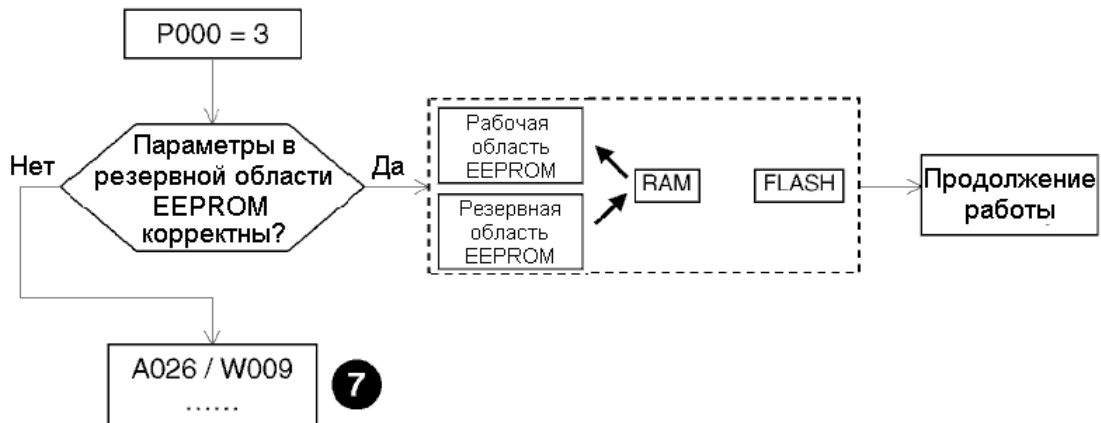 P000 = 3
Параметры в
резервной области
EEPROM
корректны?
Нет
Да
Рабочая
область
EEPROM
Резервная
область
EEPROM
RAM
FLASH
Продолжение
работы
A026 / W009
......
7